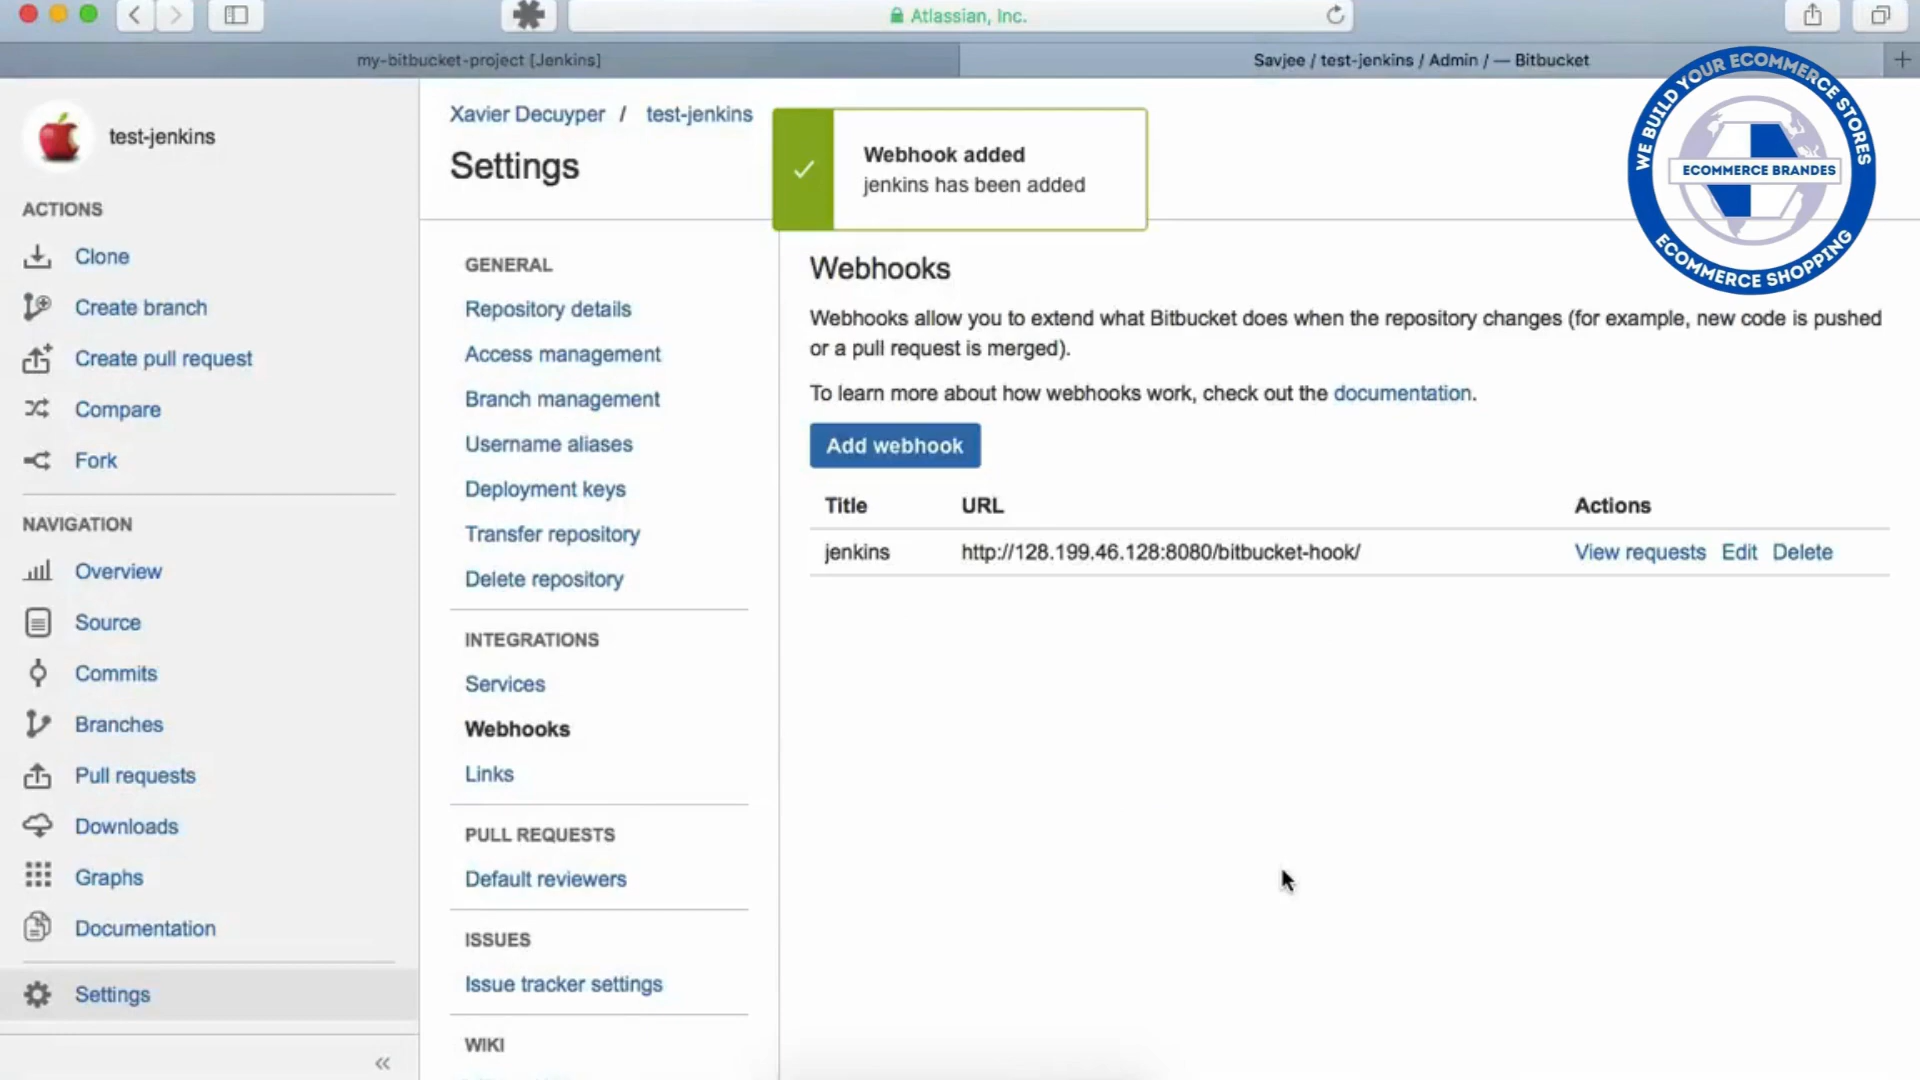 Atlassian, Inc.
my-bitbucket-project [Jenkins]
Savjee / test-jenkins / Admin / — Bitbucket
WE BUILD YOUR ECOMMERCE STORES
ECOMMERCE BRANDES
ECOMMERCE SHOPPING
test-jenkins
ACTIONS
Clone
Create branch
Create pull request
Compare
Fork
NAVIGATION
Overview
Source
Commits
Branches
Pull requests
Downloads
Graphs
Documentation
Settings
Xavier Decuyper / test-jenkins
Settings
Webhook added
jenkins has been added
GENERAL
Repository details
Access management
Branch management
Username aliases
Deployment keys
Transfer repository
Delete repository
INTEGRATIONS
Services
Webhooks
Links
PULL REQUESTS
Default reviewers
ISSUES
Issue tracker settings
WIKI
Webhooks
Webhooks allow you to extend what Bitbucket does when the repository changes (for example, new code is pushed
or a pull request is merged).
To learn more about how webhooks work, check out the documentation.
Add webhook
Title URL Actions
jenkins http://128.199.46.128:8080/bitbucket-hook/ View requests Edit Delete